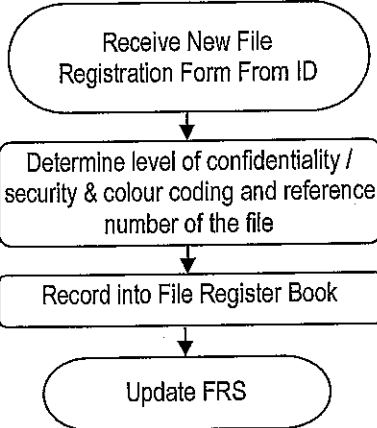 Receive New File
Registration Form From ID
Determine level of confidentiality /
security & colour coding and reference
number of the file
Record into File Register Book
Update FRS